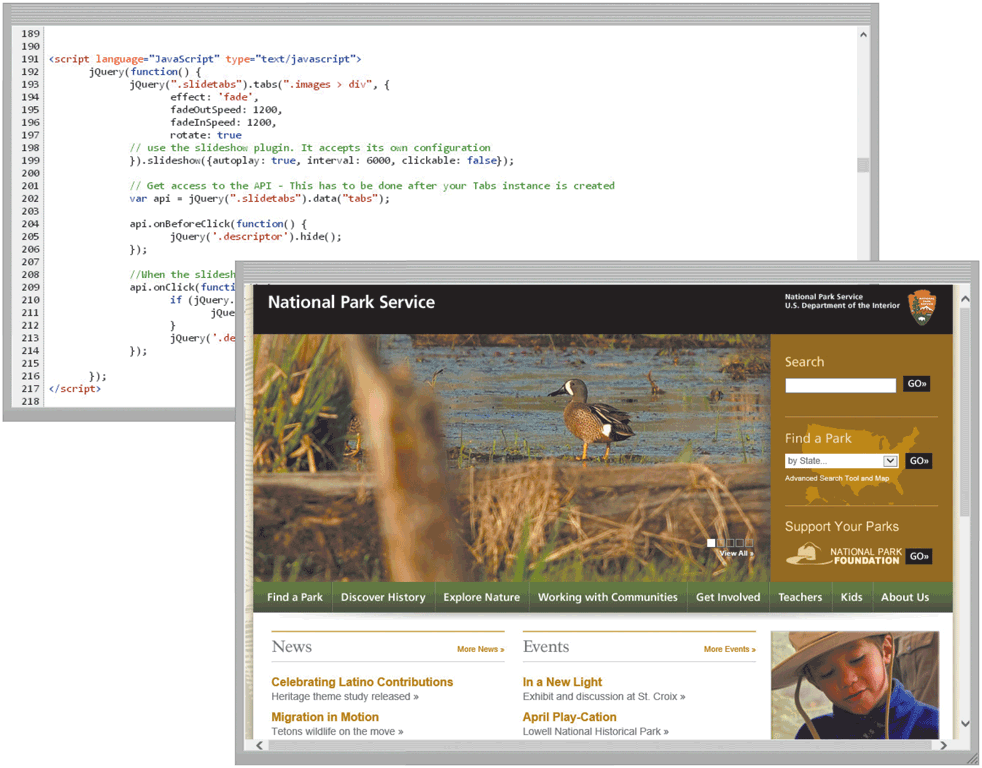 189
190
191 <script language="JavaScript" type="text/javascript">
192 jQuery(function() {
193 jQuery(".slidetabs").tabs(".images > div", {
194 effect: 'fade',
195 fadeOutSpeed: 1200,
196 fadeInSpeed: 1200,
197 rotate: true
198 // use the slideshow plugin. It accepts its own configuration
199 }).slideshow({autoplay: true, interval: 6000, clickable: false});
200
201 // Get access to the API - This has to be done after your Tabs instance is created
202 var api = jQuery(".slidetabs").data("tabs");
203
204 api.onBeforeClick(function() {
205 jQuery('.descriptor').hide();
206 });
207
208 //When the slidesh
209 api.onClick(functi
210 if (jQuery.
211 jQue
212 }
213 jQuery('.de
214 });
215
216 });
217 </script>
218
National Park Service
National Park Service
U.S. Department of the Interior
Search
GO»
Find a Park
by State...
GO»
Advanced Search Tool and Map
Support Your Parks
NATIONAL PARK
FOUNDATION
GO»
View All »
Find a Park Discover History Explore Nature Working with Communities Get Involved Teachers Kids About Us
News
More News »
Celebrating Latino Contributions
Heritage theme study released »
Migration in Motion
Tetons wildlife on the move »
Events
More Events »
In a New Light
Exhibit and discussion at St. Croix »
April Play-Cation
Lowell National Historical Park »